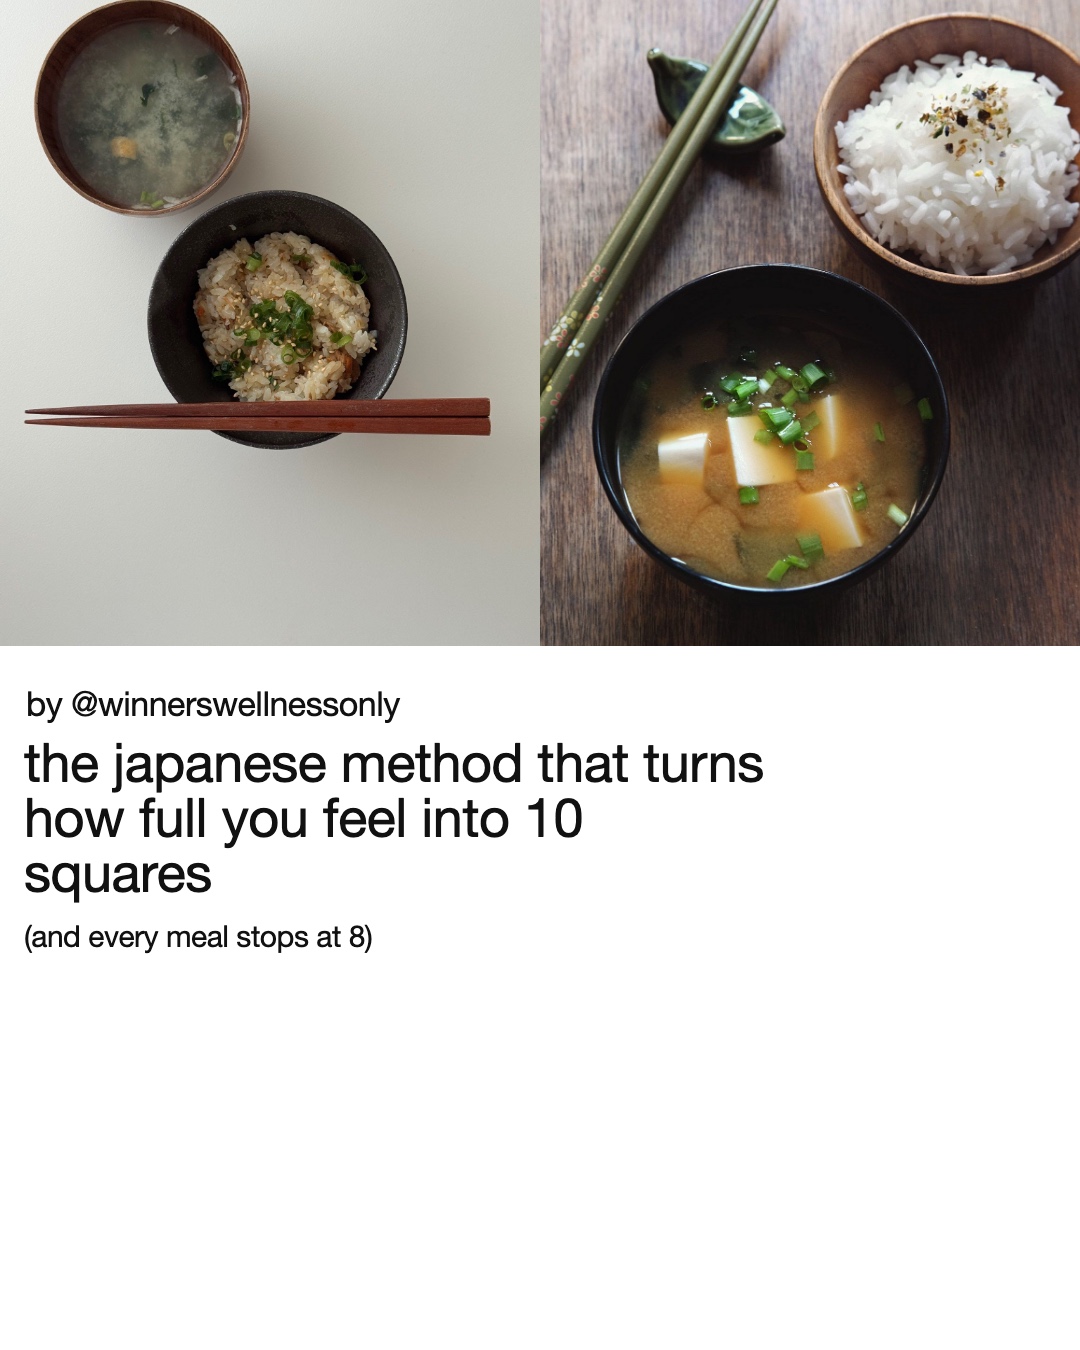 by @winnerswellnessonly
the japanese method that turns
how full you feel into 10
squares
(and every meal stops at 8)